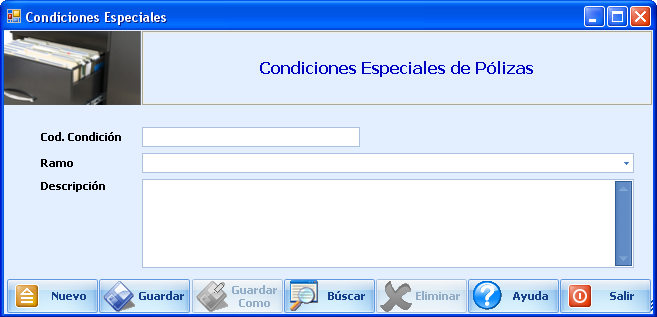 Condiciones Especiales
Condiciones Especiales de Pólizas
Cod. Condición
Ramo
Descripción
Nuevo
Guardar
Guardar
Como
Búscar
Eliminar
Ayuda
Salir